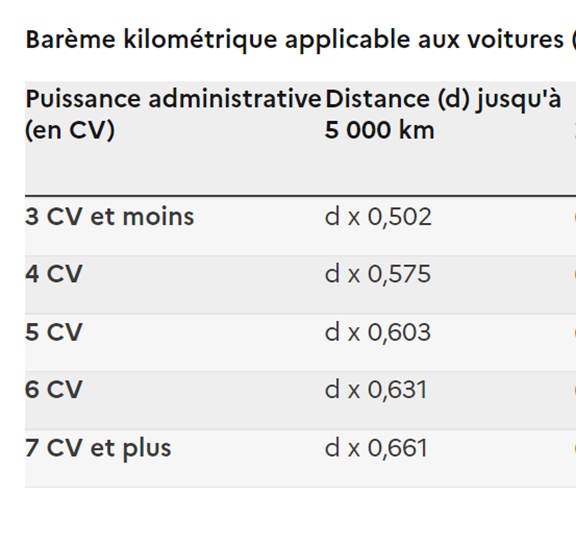 Barème kilométrique applicable aux voitures (
Puissance administrative Distance (d) jusqu'à
(en CV) 5 000 km
3 CV et moins d x 0,502
4 CV d x 0,575
5 CV d x 0,603
6 CV d x 0,631
7 CV et plus d x 0,661